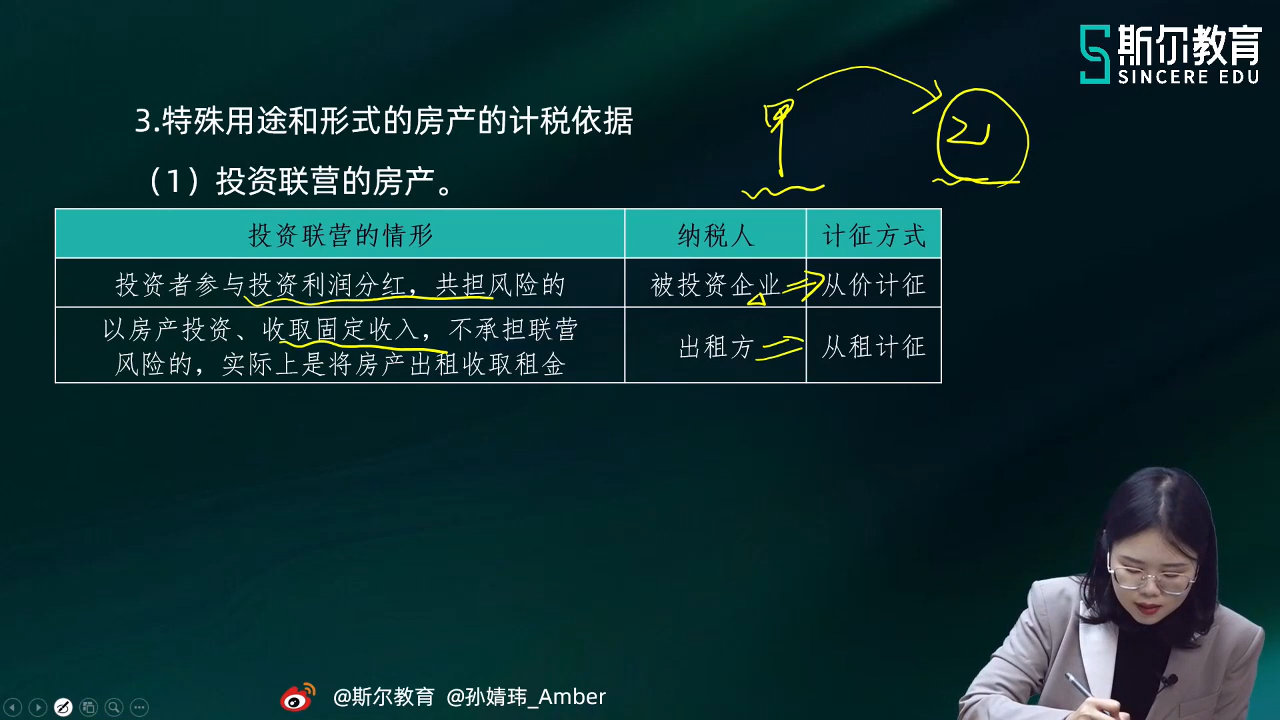 斯尔教育
SINCERE EDU
3.特殊用途和形式的房产的计税依据
（1）投资联营的房产。
投资联营的情形 纳税人 计征方式
投资者参与投资利润分红，共担风险的 被投资企业 从价计征
以房产投资、收取固定收入，不承担联营
风险的，实际上是将房产出租收取租金 出租方 从租计征
@斯尔教育 @孙婧玮_Amber